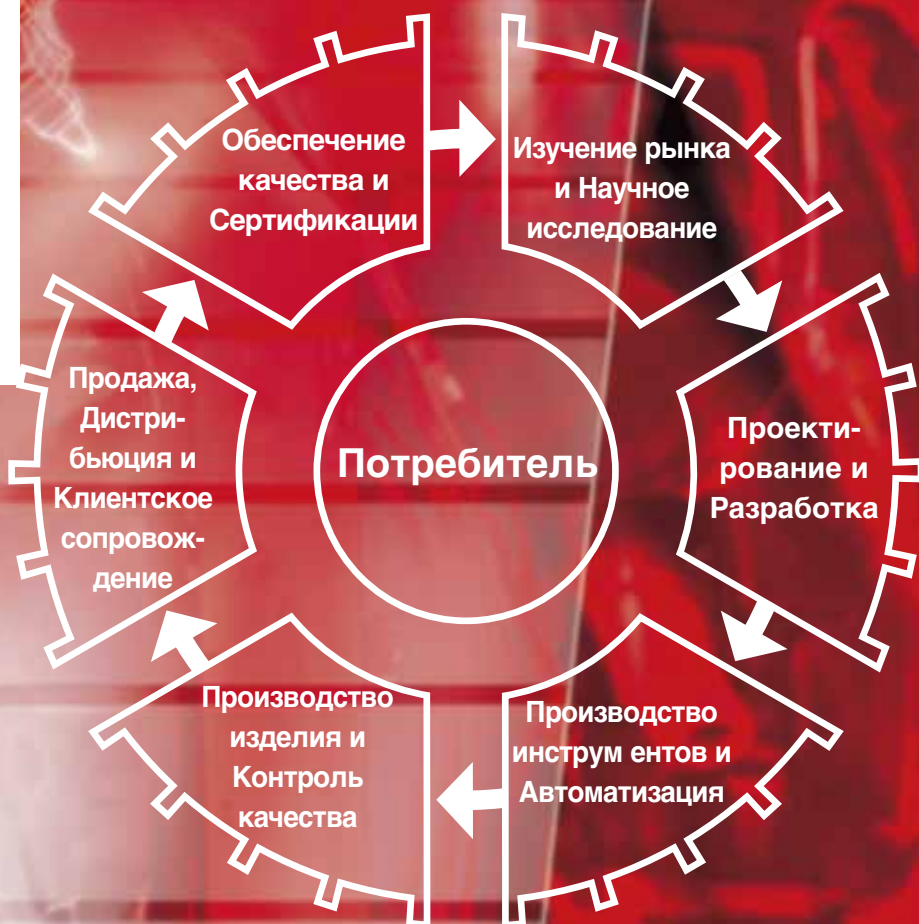 Обеспечение
качества и
Сертификации
Изучение рынка
и Научное
исследование
Продажа,
Дистри-
бьюция и
Клиентское
сопровож-
дение
Потребитель
Проекти-
рование и
Разработка
Производство
изделия и
Контроль
качества
Производство
инструм ентов и
Автоматизация